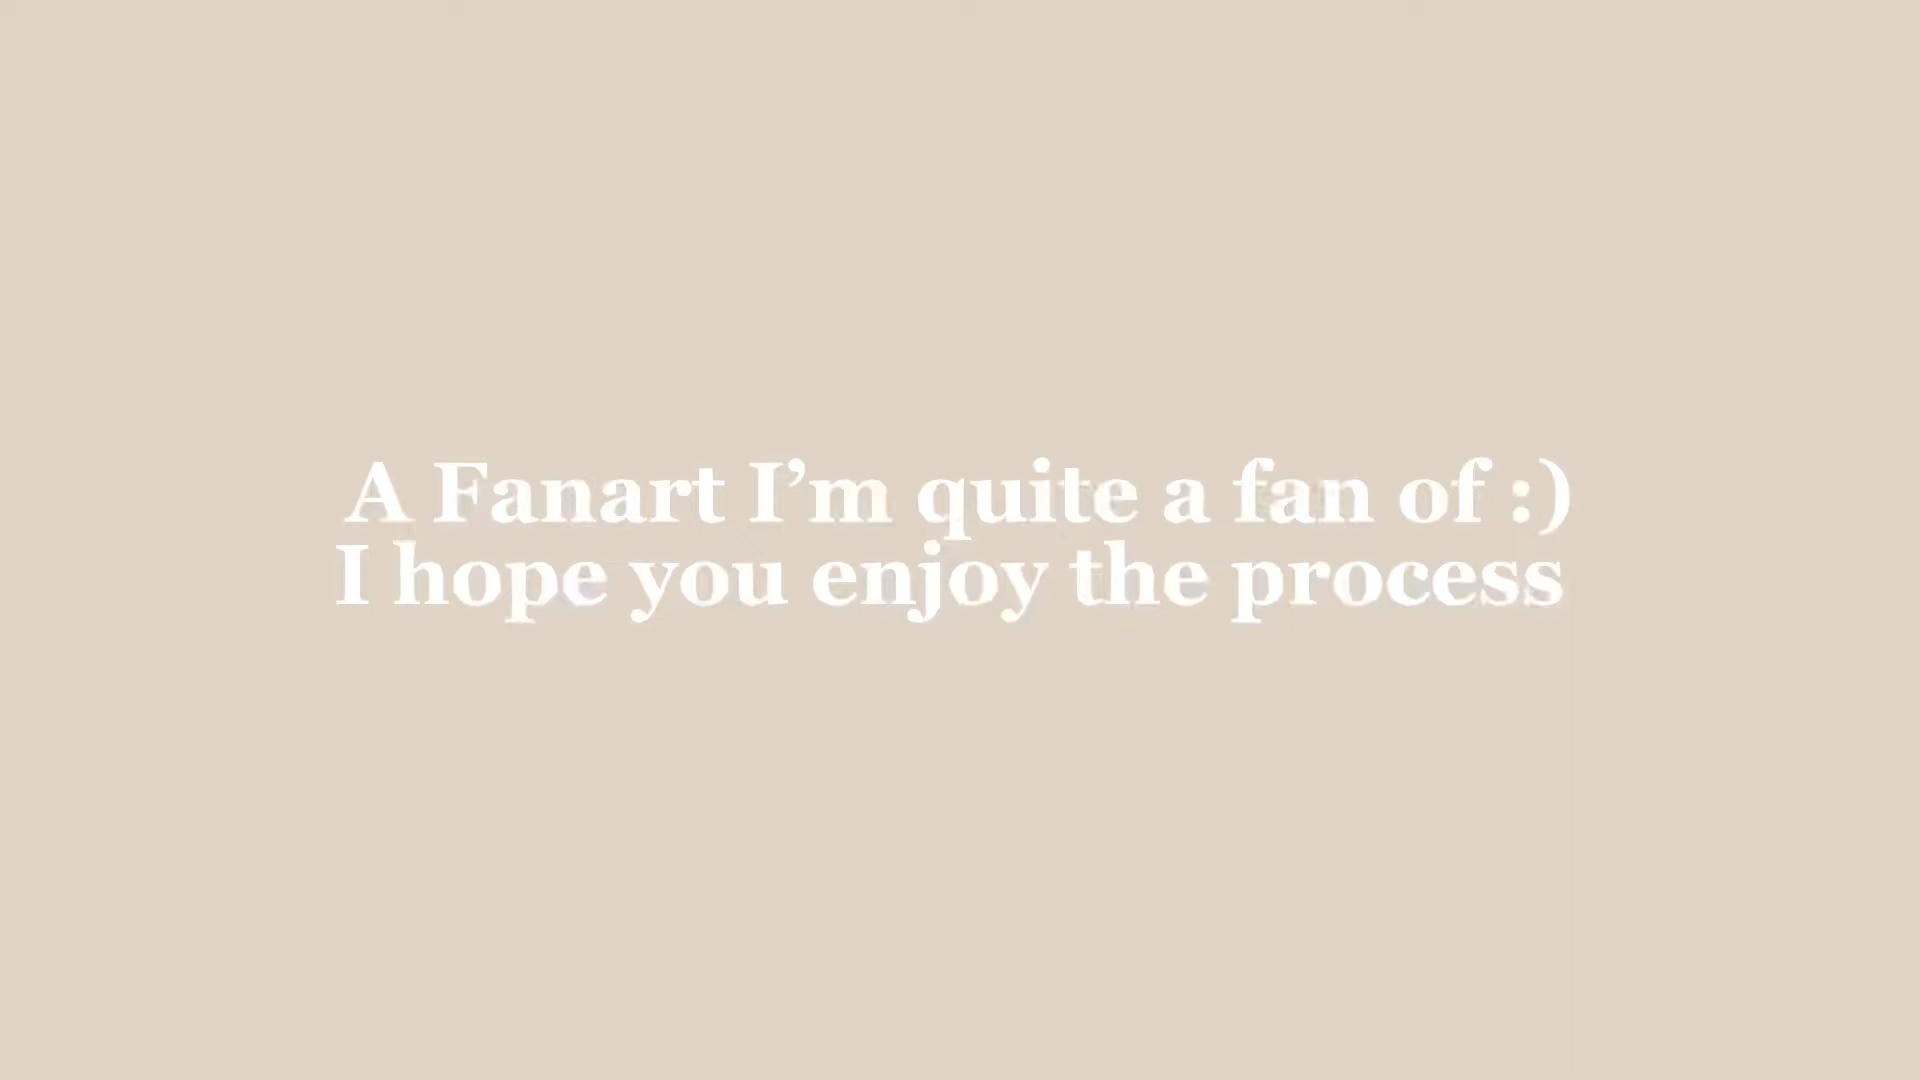 A Fanart I’m quite a fan of :)
I hope you enjoy the process